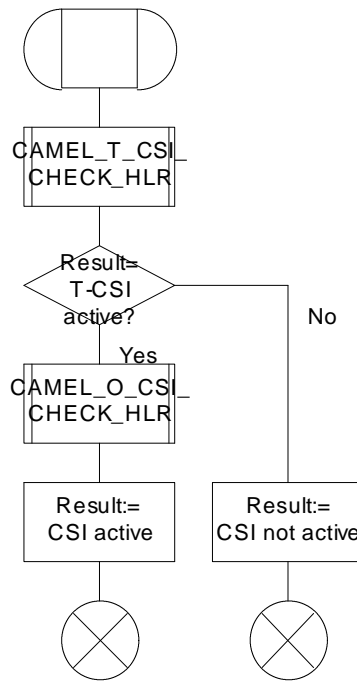 CAMEL_T_CSI_
CHECK_HLR
Result=
T-CSI
active?
No
Yes
CAMEL_O_CSI_
CHECK_HLR
Result:=
CSI active
Result:=
CSI not active